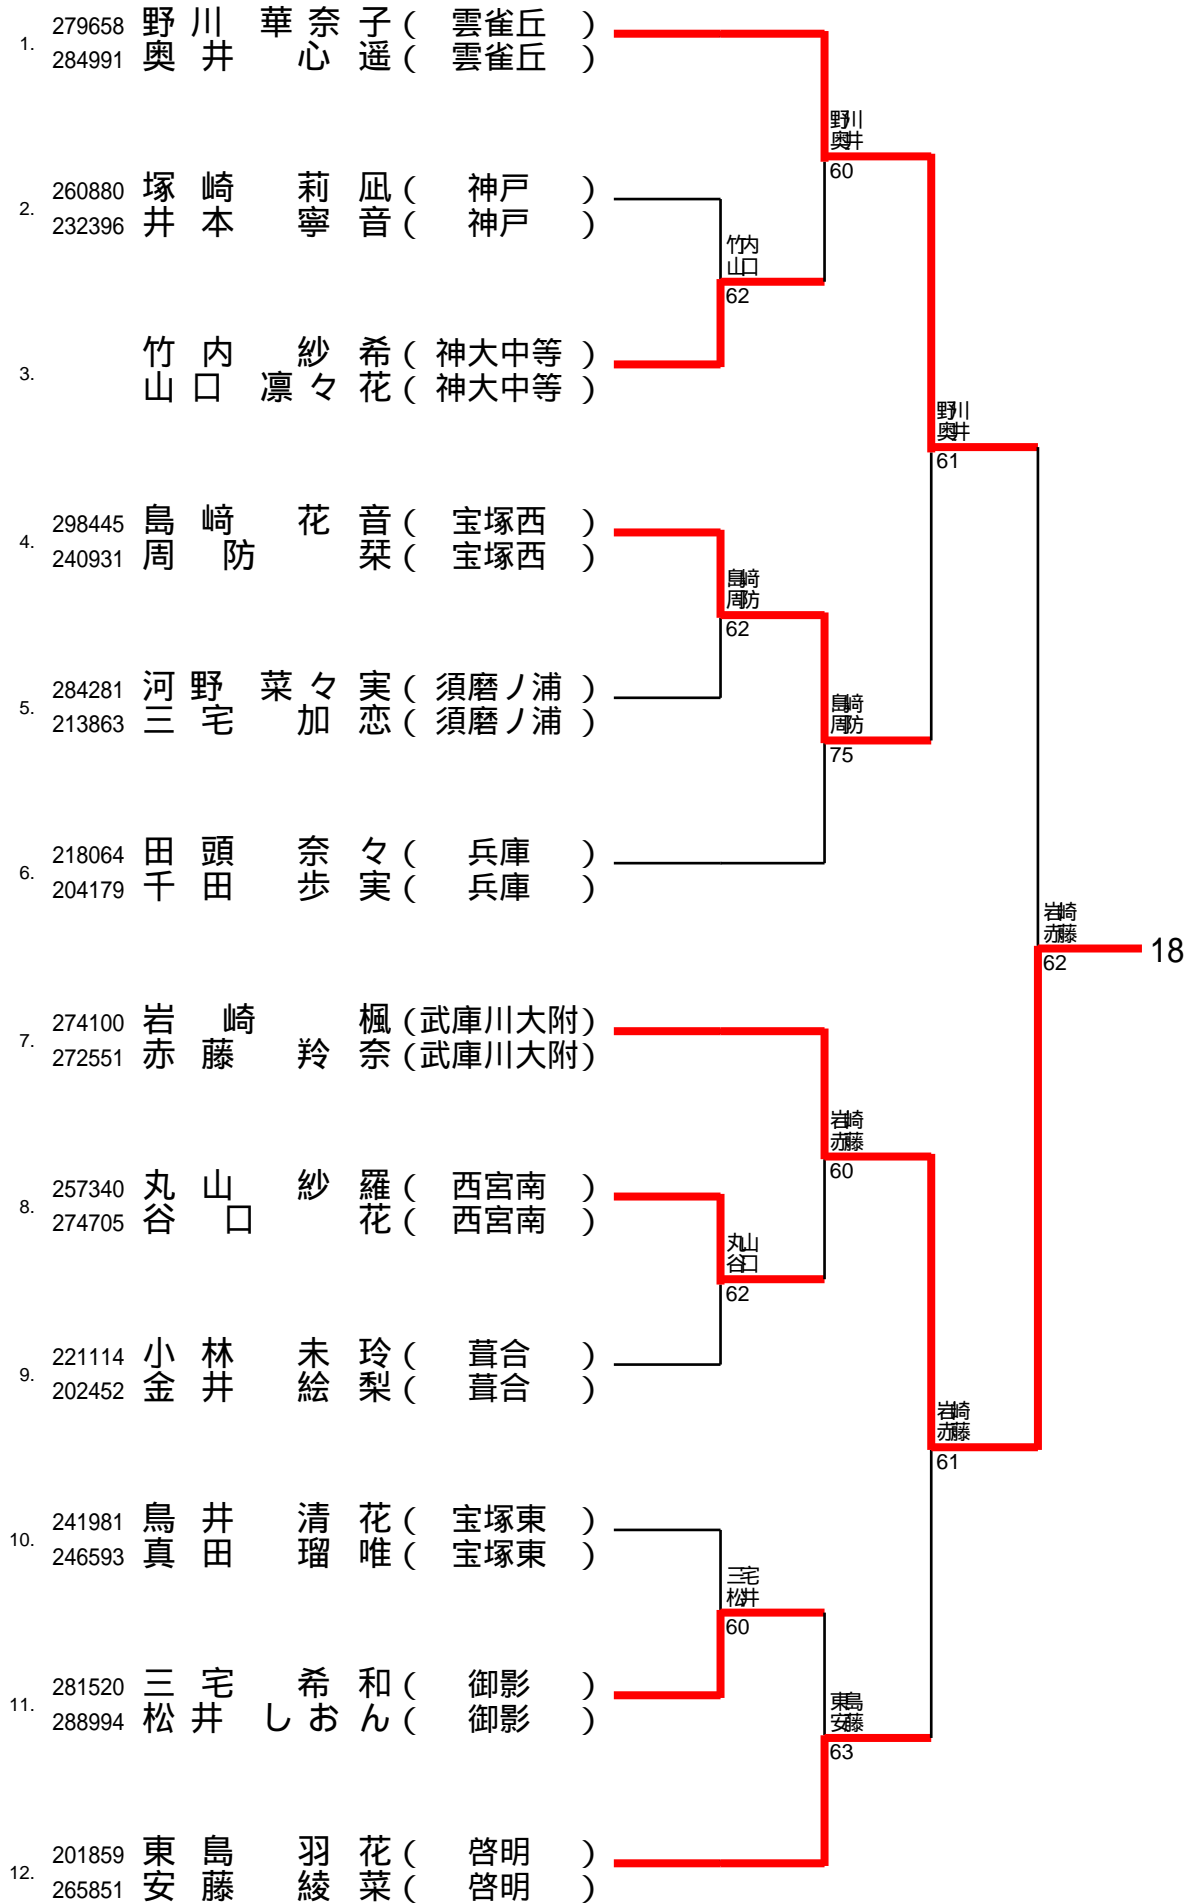 1. 279658 野川 華奈子 ( 雲雀丘 )
284991 奥井 心遥 ( 雲雀丘 )
野川
奥井
60
2. 260880 塚崎 莉凪 ( 神戸 )
232396 井本 寧音 ( 神戸 )
竹内
山口
62
3. 竹内 紗希 ( 神大中等 )
山口 凛々花 ( 神大中等 )
野川
奥井
61
4. 298445 島﨑 花音 ( 宝塚西 )
240931 周防 栞 ( 宝塚西 )
島﨑
周防
62
5. 284281 河野 菜々実 ( 須磨ノ浦 )
213863 三宅 加恋 ( 須磨ノ浦 )
島﨑
周防
75
6. 218064 田頭 奈々 ( 兵庫 )
204179 千田 歩実 ( 兵庫 )
岩崎
赤藤
62
18
7. 274100 岩崎 楓 (武庫川大附)
272551 赤藤 羚奈 (武庫川大附)
岩崎
赤藤
60
8. 257340 丸山 紗羅 ( 西宮南 )
274705 谷口 花 ( 西宮南 )
丸山
谷口
62
9. 221114 小林 未玲 ( 葺合 )
202452 金井 絵梨 ( 葺合 )
岩崎
赤藤
61
10. 241981 鳥井 清花 ( 宝塚東 )
246593 真田 瑠唯 ( 宝塚東 )
三宅
松井
60
11. 281520 三宅 希和 ( 御影 )
288994 松井 しおん ( 御影 )
東島
安藤
63
12. 201859 東島 羽花 ( 啓明 )
265851 安藤 綾菜 ( 啓明 )